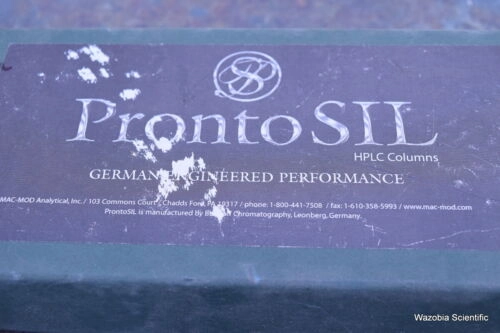 PS
ProntoSIL
HPLC Columns
GERMAN ENGINEERED PERFORMANCE
MAC-MOD Analytical, Inc. / 103 Commons Court, Chadds Ford, PA 19317 / phone: 1-800-441-7508 / fax: 1-610-358-5993 / www.mac-mod.com
ProntoSIL is manufactured by Chromatography, Leonberg, Germany.
Wazobia Scientific